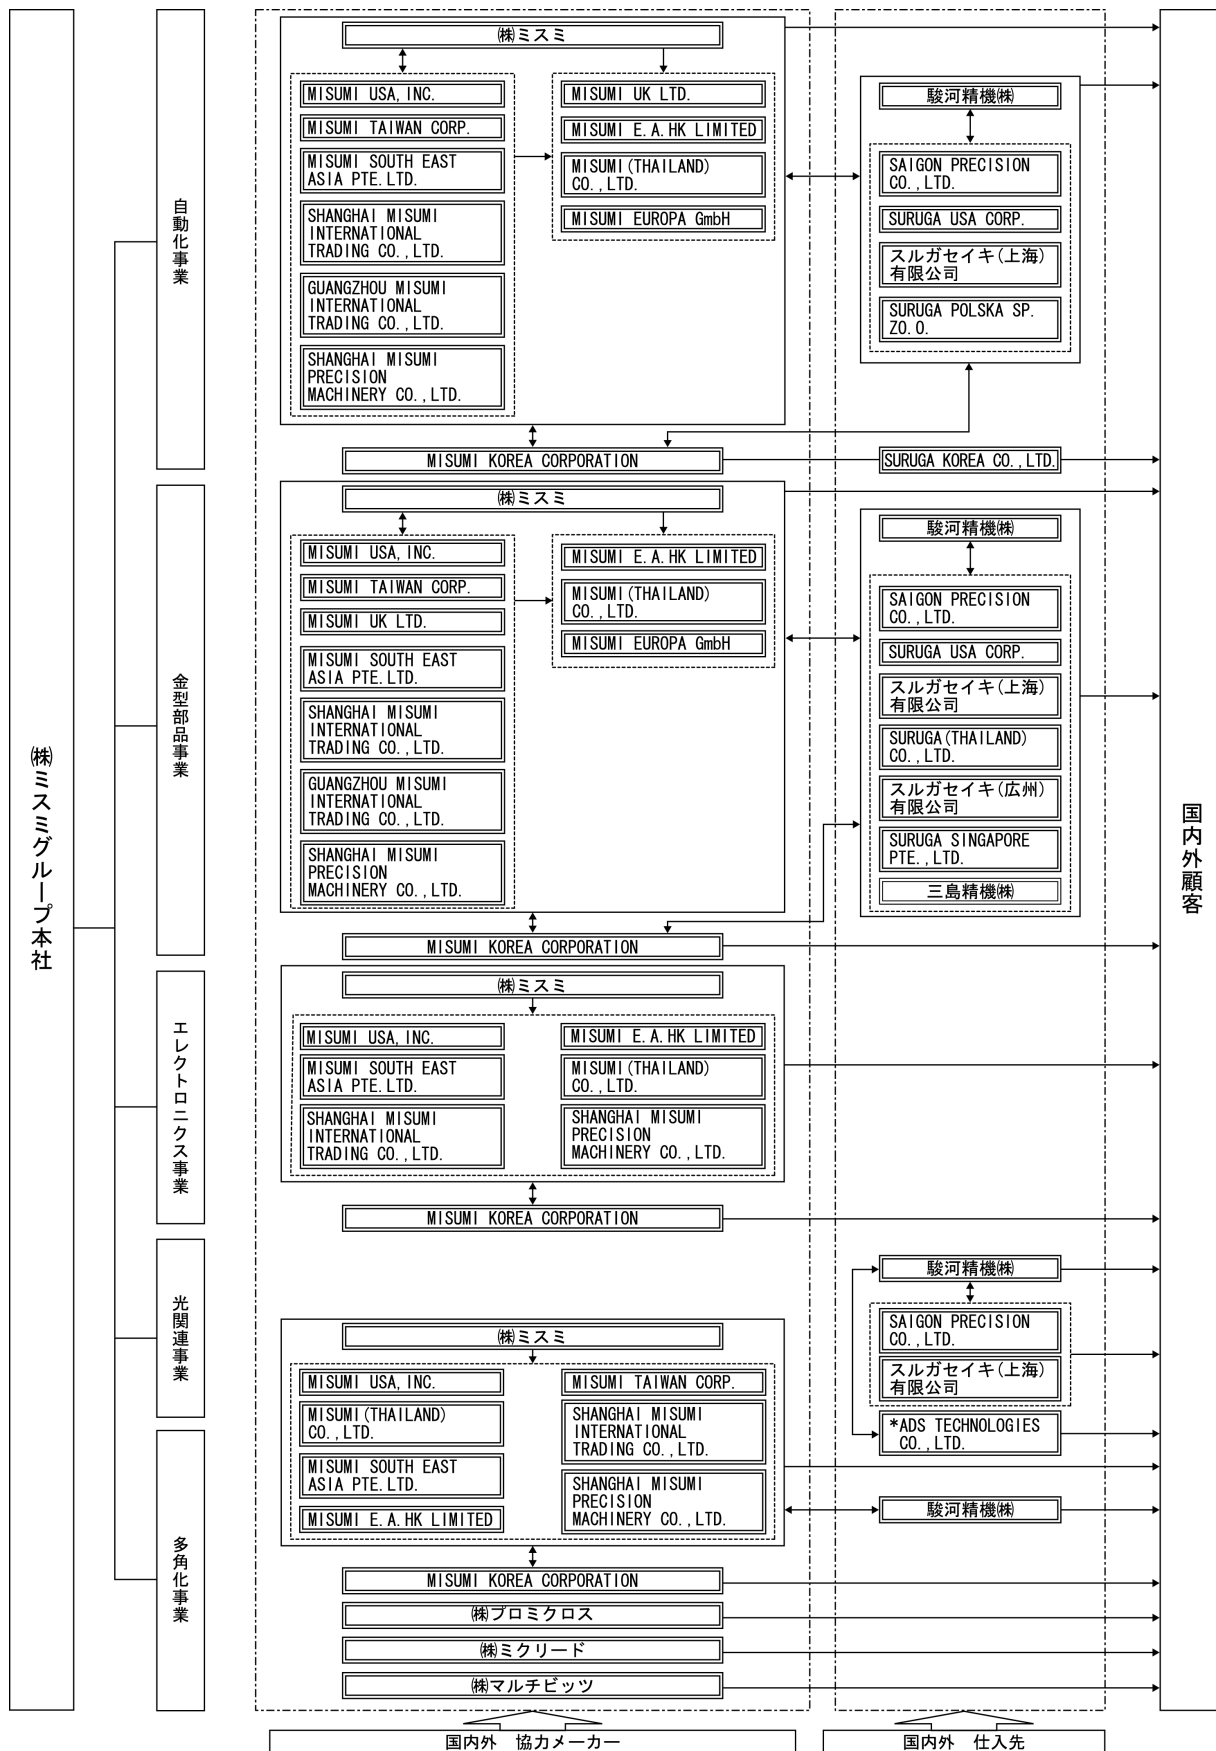 ㈱ミスミグループ本社
自動化事業
㈱ミスミ
MISUMI USA, INC.
MISUMI TAIWAN CORP.
MISUMI SOUTH EAST
ASIA PTE. LTD.
SHANGHAI MISUMI
INTERNATIONAL
TRADING CO., LTD.
GUANGZHOU MISUMI
INTERNATIONAL
TRADING CO., LTD.
SHANGHAI MISUMI
PRECISION
MACHINERY CO., LTD.
MISUMI UK LTD.
MISUMI E. A. HK LIMITED
MISUMI (THAILAND)
CO., LTD.
MISUMI EUROPA GmbH
駿河精機㈱
SAIGON PRECISION
CO., LTD.
SURUGA USA CORP.
スルガセイキ(上海)
有限公司
SURUGA POLSKA SP.
ZO. O.
MISUMI KOREA CORPORATION
SURUGA KOREA CO., LTD.
金型部品事業
㈱ミスミ
MISUMI USA, INC.
MISUMI TAIWAN CORP.
MISUMI UK LTD.
MISUMI SOUTH EAST
ASIA PTE. LTD.
SHANGHAI MISUMI
INTERNATIONAL
TRADING CO., LTD.
GUANGZHOU MISUMI
INTERNATIONAL
TRADING CO., LTD.
SHANGHAI MISUMI
PRECISION
MACHINERY CO., LTD.
MISUMI E. A. HK LIMITED
MISUMI (THAILAND)
CO., LTD.
MISUMI EUROPA GmbH
駿河精機㈱
SAIGON PRECISION
CO., LTD.
SURUGA USA CORP.
スルガセイキ(上海)
有限公司
SURUGA (THAILAND)
CO., LTD.
スルガセイキ(広州)
有限公司
SURUGA SINGAPORE
PTE., LTD.
三島精機㈱
MISUMI KOREA CORPORATION
エレクトロニクス事業
㈱ミスミ
MISUMI USA, INC.
MISUMI SOUTH EAST
ASIA PTE. LTD.
SHANGHAI MISUMI
INTERNATIONAL
TRADING CO., LTD.
MISUMI E. A. HK LIMITED
MISUMI (THAILAND)
CO., LTD.
SHANGHAI MISUMI
PRECISION
MACHINERY CO., LTD.
MISUMI KOREA CORPORATION
光関連事業
駿河精機㈱
SAIGON PRECISION
CO., LTD.
スルガセイキ(上海)
有限公司
*ADS TECHNOLOGIES
CO., LTD.
多角化事業
㈱ミスミ
MISUMI USA, INC.
MISUMI (THAILAND)
CO., LTD.
MISUMI SOUTH EAST
ASIA PTE. LTD.
MISUMI E. A. HK LIMITED
MISUMI TAIWAN CORP.
SHANGHAI MISUMI
INTERNATIONAL
TRADING CO., LTD.
SHANGHAI MISUMI
PRECISION
MACHINERY CO., LTD.
駿河精機㈱
MISUMI KOREA CORPORATION
㈱プロミクロス
㈱ミクリード
㈱マルチビッツ
国内外顧客
国内外 協力メーカー
国内外 仕入先